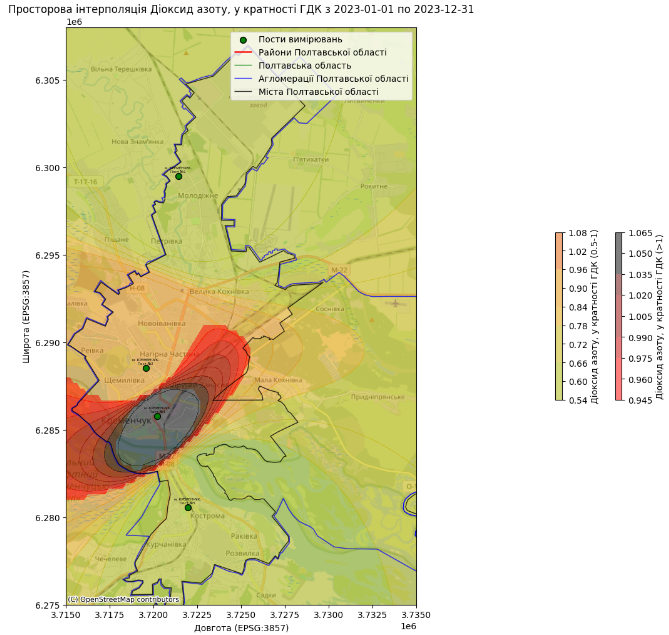 Просторова інтерполяція Діоксид азоту, у кратності ГДК з 2023-01-01 по 2023-12-31
1e6
6.305
6.300
6.295
6.290
6.285
6.280
6.275
Широта (EPSG:3857)
Пости вимірювань
Райони Полтавської області
Полтавська область
Агломерації Полтавської області
Міста Полтавської області
Вільна Терешківка
Нова Знам'янка
П'ятихатки
Т-17-16
Рокитне
Молодіжне
Піщане
Петрівка
М-22
Н-08
Велика Кохнівка
Соснівка
Новоіванівка
Реївка
Нагірна Частина
Щемилівка
Мала Кохнівка
Придніпрянське
Кременчук
Кострома
Раківка
Курчанівка
Розвилка
Чечелеве
Садки
(C) OpenStreetMap contributors
3.7150
3.7175
3.7200
3.7225
3.7250
3.7275
3.7300
3.7325
3.7350
1e6
Довгота (EPSG:3857)
1.08
1.02
0.96
0.90
0.84
0.78
0.72
0.66
0.60
0.54
Діоксид азоту, у кратності ГДК (0.5-1)
1.065
1.050
1.035
1.020
1.005
0.990
0.975
0.960
0.945
Діоксид азоту, у кратності ГДК (>1)